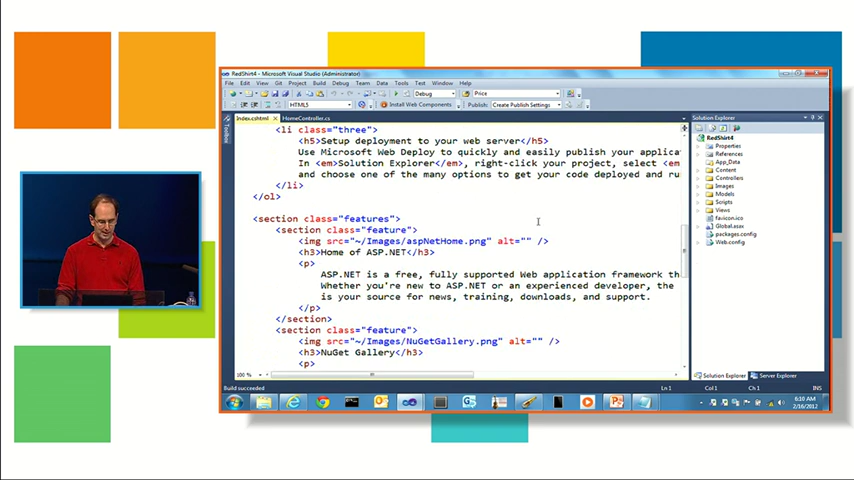 RedShirt4 - Microsoft Visual Studio (Administrator)
File Edit View Git Project Build Debug Team Data Tools Test Window Help
Debug Price
HTML5 Install Web Components Publish: Create Publish Settings
Index.cshtml HomeController.cs
Toolbox
<li class="three">
<h5>Setup deployment to your web server</h5>
Use Microsoft Web Deploy to quickly and easily publish your applicat
In <em>Solution Explorer</em>, right-click your project, select <em
and choose one of the many options to get your code deployed and ru
</li>
</ol>
<section class="features">
<section class="feature">
<img src="~/Images/aspNetHome.png" alt="" />
<h3>Home of ASP.NET</h3>
<p>
ASP.NET is a free, fully supported Web application framework th
Whether you're new to ASP.NET or an experienced developer, the
is your source for news, training, downloads, and support.
</p>
</section>
<section class="feature">
<img src="~/Images/NuGetGallery.png" alt="" />
<h3>NuGet Gallery</h3>
<p>
100 %
Solution Explorer
RedShirt4
Properties
References
App_Data
Content
Controllers
Images
Models
Scripts
Views
favicon.ico
Global.asax
packages.config
Web.config
Solution Explorer Server Explorer
Build succeeded Ln 1 Col 1 Ch 1 INS
6:10 AM
2/16/2012